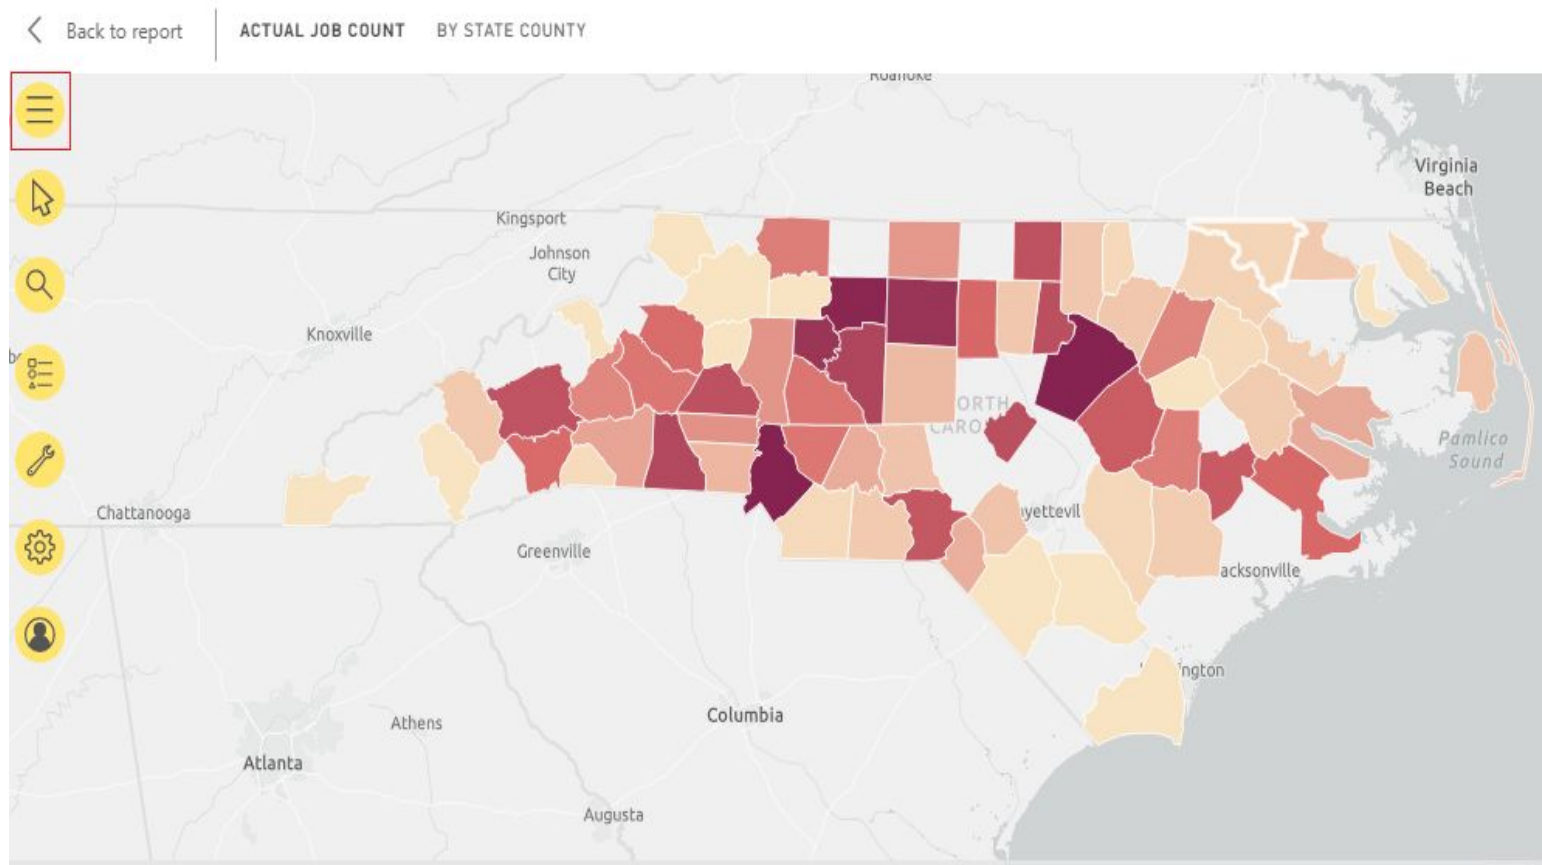 Back to report
ACTUAL JOB COUNT BY STATE COUNTY
Virginia
Beach
Kingsport
Johnson
City
Knoxville
Pamlico
Sound
Chattanooga
Greenville
acksonville
ington
Columbia
Athens
Atlanta
Augusta